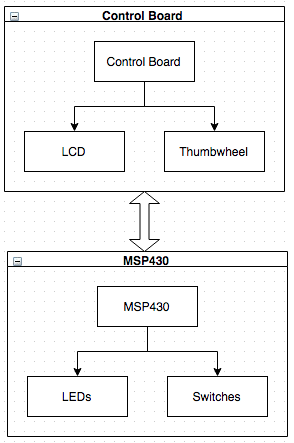 Control Board
Control Board
LCD
Thumbwheel
MSP430
MSP430
LEDs
Switches